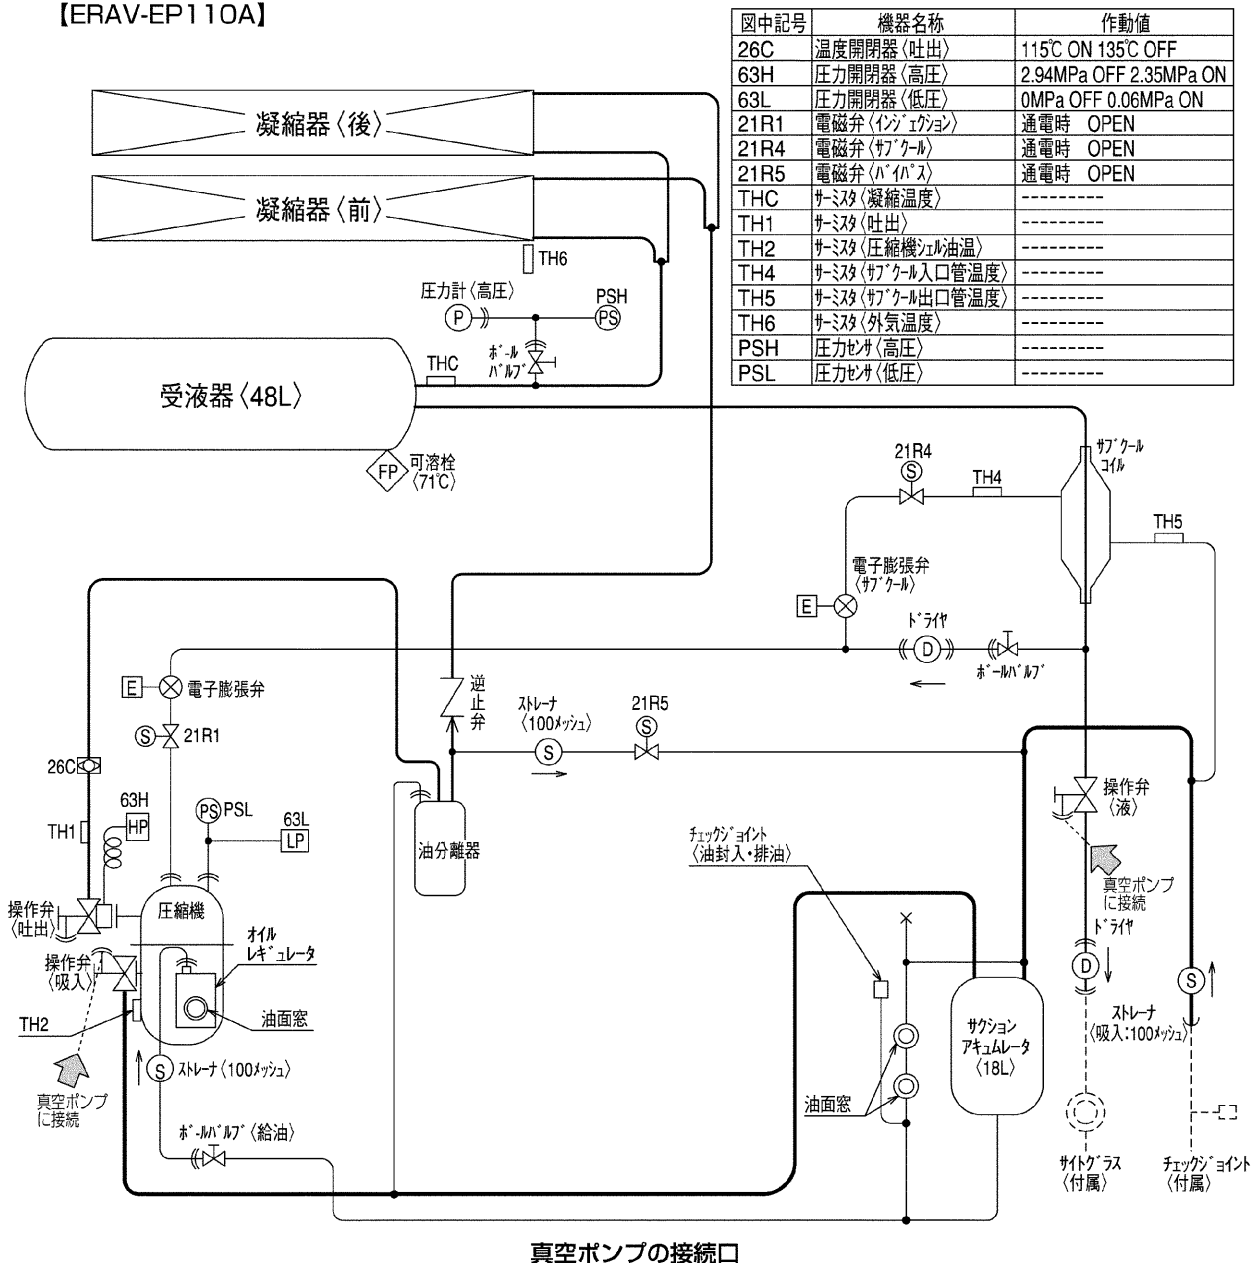 【ERAV-EP110A】
図中記号 機器名称 作動値
26C 温度開閉器〈吐出〉 115℃ ON 135℃ OFF
63H 圧力開閉器〈高圧〉 2.94MPa OFF 2.35MPa ON
63L 圧力開閉器〈低圧〉 0MPa OFF 0.06MPa ON
21R1 電磁弁〈ｲﾝｼﾞｪｸｼｮﾝ〉 通電時 OPEN
21R4 電磁弁〈ｻﾌﾞｸｰﾙ〉 通電時 OPEN
21R5 電磁弁〈ﾊﾞｲﾊﾟｽ〉 通電時 OPEN
THC ｻｰﾐｽﾀ〈凝縮温度〉 ---------
TH1 ｻｰﾐｽﾀ〈吐出〉 ---------
TH2 ｻｰﾐｽﾀ〈圧縮機ｼｪﾙ油温〉 ---------
TH4 ｻｰﾐｽﾀ〈ｻﾌﾞｸｰﾙ入口管温度〉 ---------
TH5 ｻｰﾐｽﾀ〈ｻﾌﾞｸｰﾙ出口管温度〉 ---------
TH6 ｻｰﾐｽﾀ〈外気温度〉 ---------
PSH 圧力ｾﾝｻ〈高圧〉 ---------
PSL 圧力ｾﾝｻ〈低圧〉 ---------
凝縮器〈後〉
凝縮器〈前〉
TH6
圧力計〈高圧〉
PSH
P
PS
THC
ﾎﾞｰﾙ
ﾊﾞﾙﾌﾞ
受液器〈48L〉
FP
可溶栓
〈71℃〉
21R4
S
TH4
ｻﾌﾞｸｰﾙ
ｺｲﾙ
TH5
電子膨張弁
〈ｻﾌﾞｸｰﾙ〉
E
ﾄﾞﾗｲﾔ
D
ﾎﾞｰﾙﾊﾞﾙﾌﾞ
E
電子膨張弁
S
21R1
逆
止
弁
ｽﾄﾚｰﾅ
〈100ﾒｯｼｭ〉
S
21R5
S
26C
63H
HP
TH1
PS
PSL
63L
LP
油分離器
操作弁
〈液〉
真空ポンプ
に接続
ﾁｪｯｸｼﾞｮｲﾝﾄ
〈油封入・排油〉
操作弁
〈吐出〉
圧縮機
ｵｲﾙ
ﾚｷﾞｭﾚｰﾀ
操作弁
〈吸入〉
油面窓
TH2
S
ｽﾄﾚｰﾅ〈100ﾒｯｼｭ〉
真空ポンプ
に接続
ﾎﾞｰﾙﾊﾞﾙﾌﾞ〈給油〉
油面窓
ｻｸｼｮﾝ
ｱｷｭﾑﾚｰﾀ
〈18L〉
ﾄﾞﾗｲﾔ
D
S
ｽﾄﾚｰﾅ
〈吸入:100ﾒｯｼｭ〉
ｻｲﾄｸﾞﾗｽ
〈付属〉
ﾁｪｯｸｼﾞｮｲﾝﾄ
〈付属〉
真空ポンプの接続口